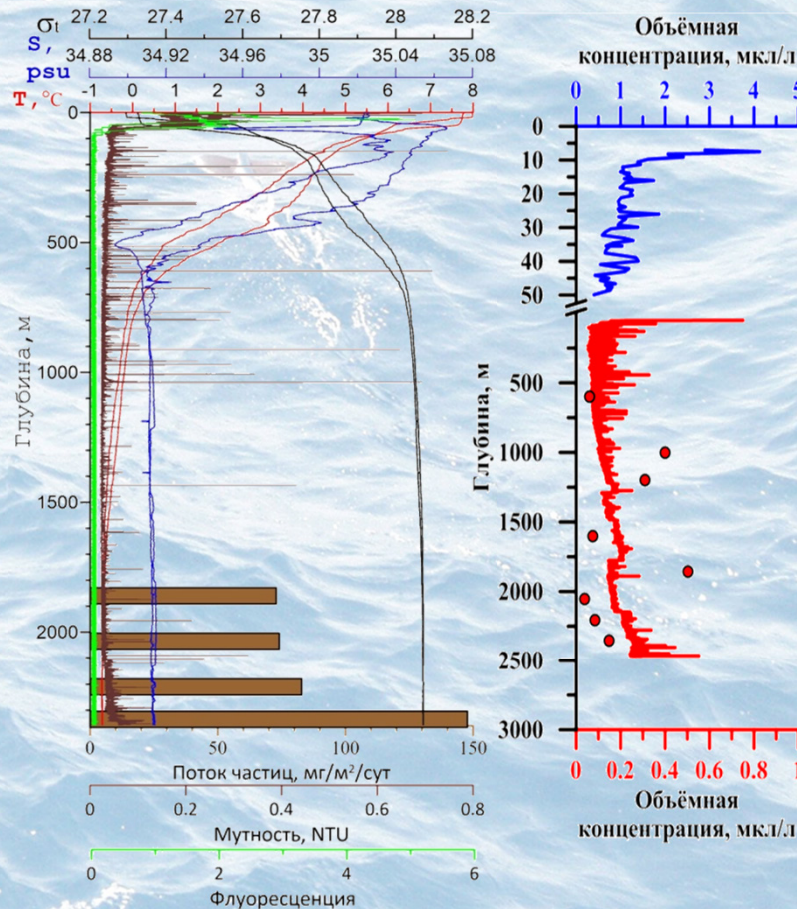 σt 27.2 27.4 27.6 27.8 28 28.2
S, psu 34.88 34.92 34.96 35 35.04 35.08
T,°C -1 0 1 2 3 4 5 6 7 8
0
500
1000
1500
2000
Глубина, м
0 50 100 150
Поток частиц, мг/м²/сут
0 0.2 0.4 0.6 0.8
Мутность, NTU
0 2 4 6
Флуоресценция
Объёмная
концентрация, мкл/л
0 1 2 3 4 5
0
10
20
30
40
50
500
1000
1500
2000
2500
3000
Глубина, м
0 0.2 0.4 0.6 0.8 1
Объёмная
концентрация, мкл/л